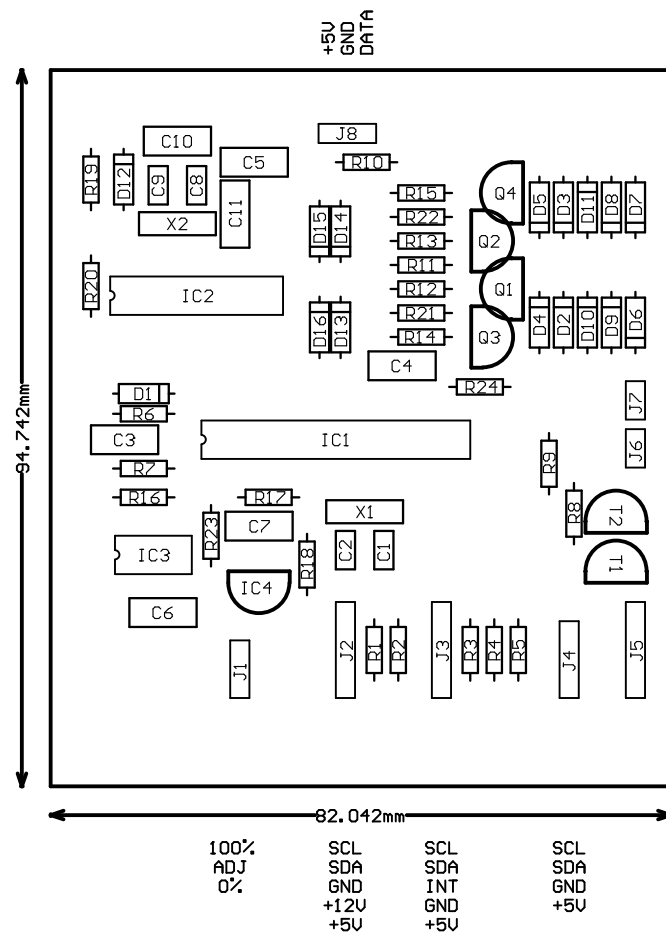 +5V
GND
DATA
J8
C10
C5
R10
R19
D12
C9
C8
C11
X2
R15
R22
R13
R11
R12
R21
R14
Q4
Q2
Q1
Q3
D5
D3
D11
D8
D7
D15
D14
R20
IC2
D16
D13
D4
D2
D10
D9
D6
C4
R24
D1
R6
C3
R7
R16
IC1
J7
J6
R9
R8
T2
T1
R17
X1
C7
R23
IC3
IC4
R18
C2
C1
C6
J1
J2
R1
R2
J3
R3
R4
R5
J4
J5
94.742mm
82.042mm
100% SCL SCL SCL
ADJ SDA SDA SDA
0% GND INT GND
+12V GND +5V
+5V +5V